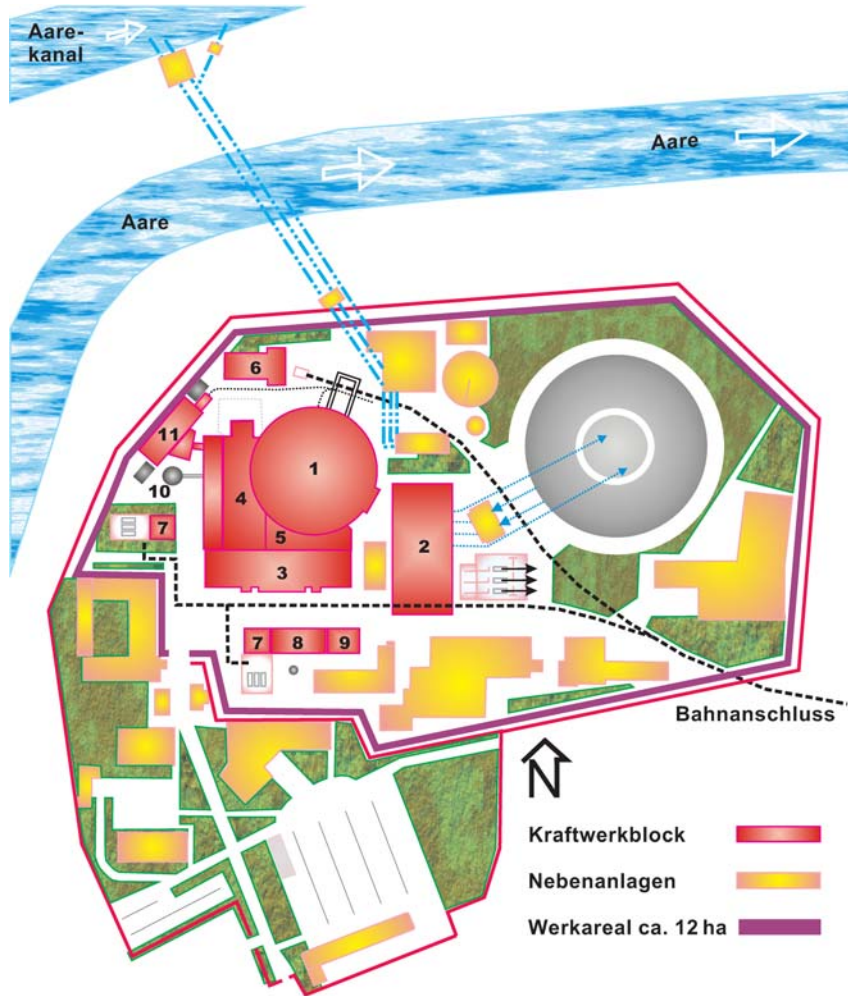 Aare-
kanal
Aare
Aare
6
11
1
10
4
7
5
2
3
7
8
9
Bahnanschluss
N
Kraftwerkblock
Nebenanlagen
Werkareal ca. 12 ha